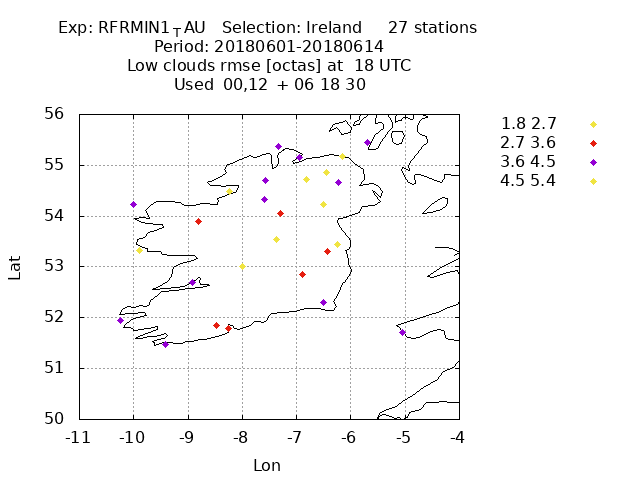 Exp: RFRMIN1_TAU Selection: Ireland 27 stations
Period: 20180601-20180614
Low clouds rmse [octas] at 18 UTC
Used 00,12 + 06 18 30
1.8 2.7
2.7 3.6
3.6 4.5
4.5 5.4
56
55
54
53
52
51
50
Lat
-11 -10 -9 -8 -7 -6 -5 -4
Lon